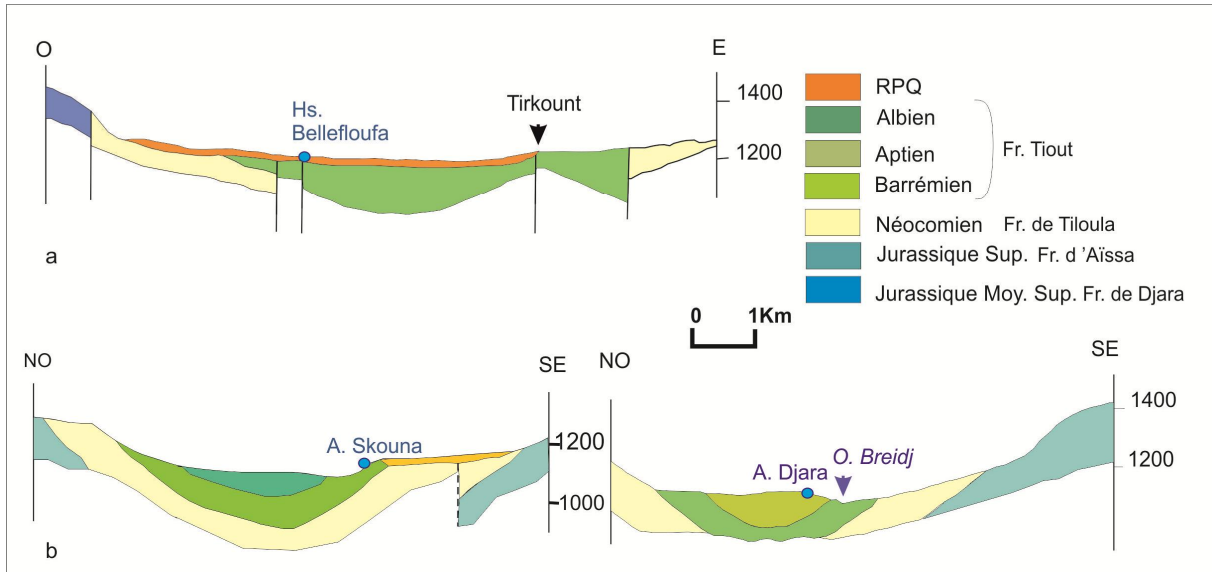 O
E
Hs.
Bellefloufa
Tirkount
1400
1200
a
RPQ
Albien
Aptien
Barrémien
Fr. Tiout
Néocomien Fr. de Tiloula
Jurassique Sup. Fr. d 'Aïssa
Jurassique Moy. Sup. Fr. de Djara
0 1Km
NO
SE
A. Skouna
1200
1000
b
NO
SE
A. Djara
O. Breidj
1400
1200